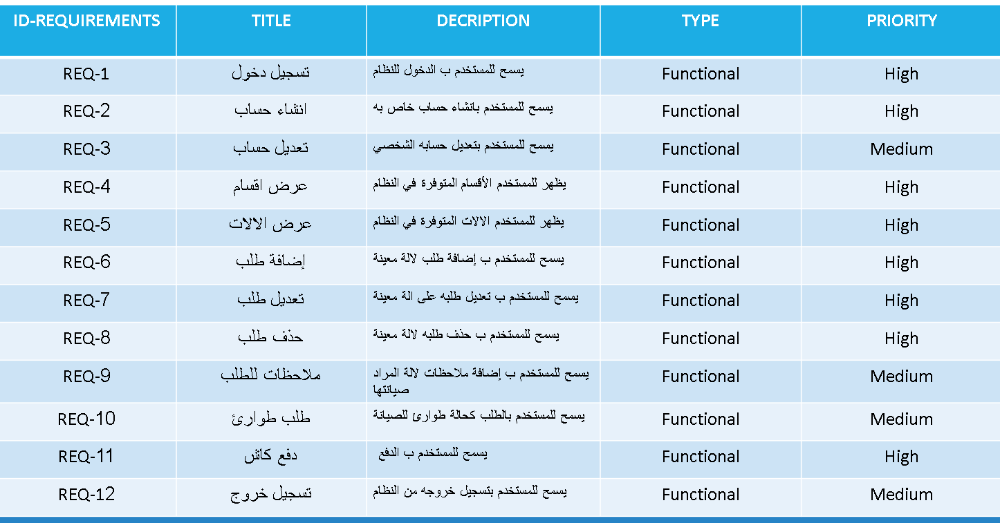 ID-REQUIREMENTS TITLE DECRIPTION TYPE PRIORITY
REQ-1 تسجيل دخول يسمح للمستخدم ب الدخول للنظام Functional High
REQ-2 انشاء حساب يسمح للمستخدم بانشاء حساب خاص به Functional High
REQ-3 تعديل حساب يسمح للمستخدم بتعديل حسابه الشخصي Functional Medium
REQ-4 عرض اقسام يظهر للمستخدم الأقسام المتوفرة في النظام Functional High
REQ-5 عرض الالات يظهر للمستخدم الالات المتوفرة في النظام Functional High
REQ-6 إضافة طلب يسمح للمستخدم ب إضافة طلب لالة معينة Functional High
REQ-7 تعديل طلب يسمح للمستخدم ب تعديل طلبه على الة معينة Functional High
REQ-8 حذف طلب يسمح للمستخدم ب حذف طلبه لالة معينة Functional High
REQ-9 ملاحظات للطلب يسمح للمستخدم ب إضافة ملاحظات لالة المراد Functional Medium
صيانتها
REQ-10 طلب طوارئ يسمح للمستخدم بالطلب كحالة طوارئ للصيانة Functional Medium
REQ-11 دفع كاش يسمح للمستخدم ب الدفع Functional High
REQ-12 تسجيل خروج يسمح للمستخدم بتسجيل خروجه من النظام Functional Medium